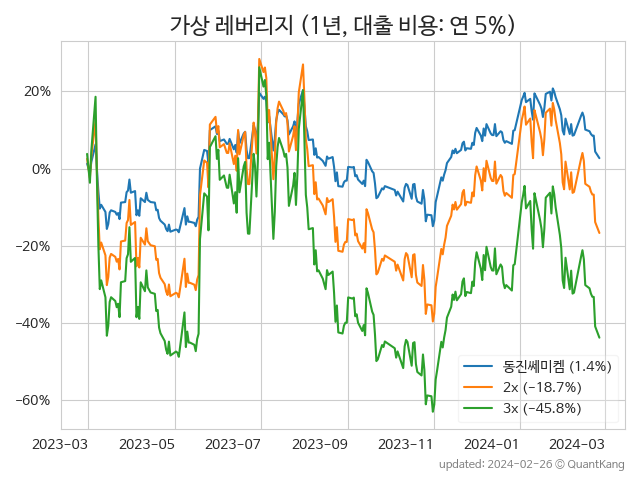 가상 레버리지 (1년, 대출 비용: 연 5%)
20%
0%
−20%
−40%
−60%
동진쎄미켐 (1.4%)
2x (−18.7%)
3x (−45.8%)
2023-03 2023-05 2023-07 2023-09 2023-11 2024-01 2024-03
updated: 2024-02-26 © QuantKang